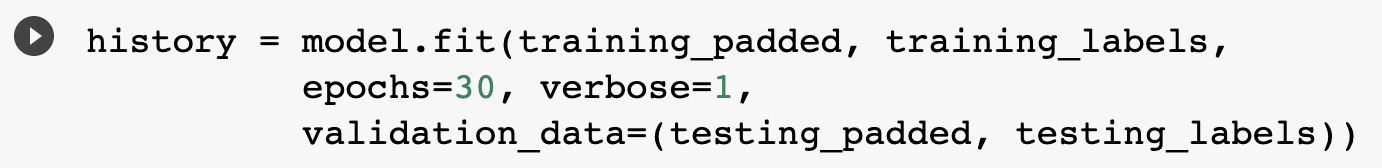 history = model.fit(training_padded, training_labels,
epochs=30, verbose=1,
validation_data=(testing_padded, testing_labels))